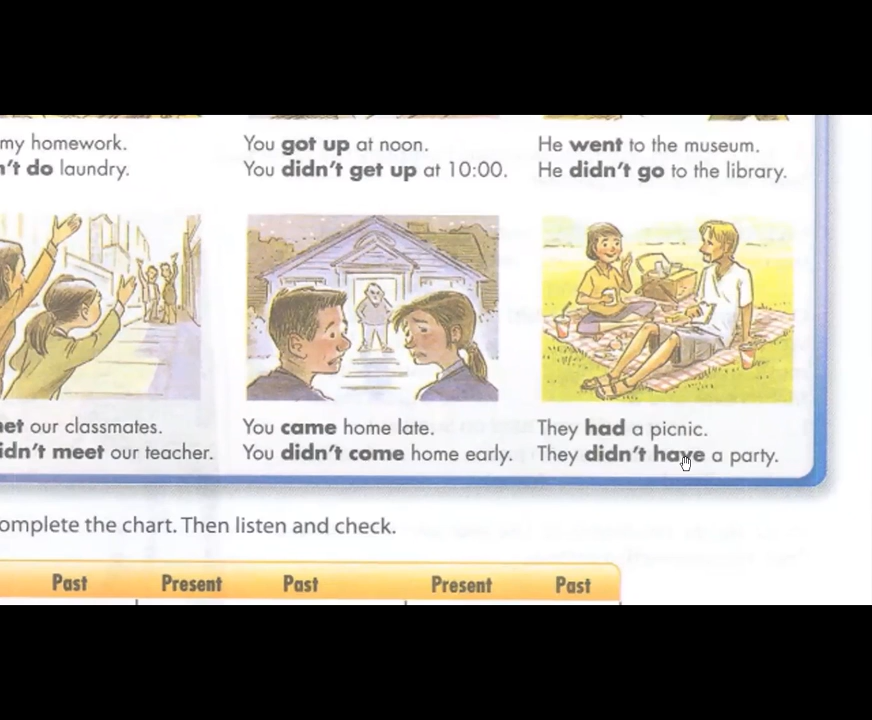 my homework.
You got up at noon.
He went to the museum.
n't do laundry.
You didn't get up at 10:00.
He didn't go to the library.
et our classmates.
You came home late.
They had a picnic.
idn't meet our teacher.
You didn't come home early.
They didn't have a party.
omplete the chart. Then listen and check.
Past Present Past Present Past